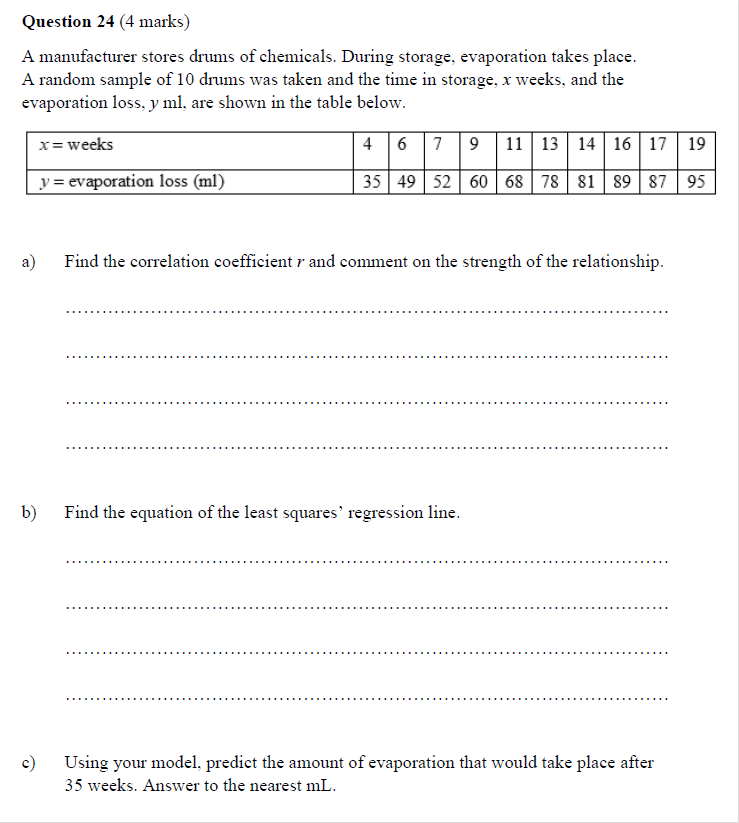 Question 24 (4 marks)
A manufacturer stores drums of chemicals. During storage, evaporation takes place.
A random sample of 10 drums was taken and the time in storage, x weeks, and the
evaporation loss, y ml, are shown in the table below.
x = weeks 4 6 7 9 11 13 14 16 17 19
y = evaporation loss (ml) 35 49 52 60 68 78 81 89 87 95
a) Find the correlation coefficient r and comment on the strength of the relationship.
b) Find the equation of the least squares’ regression line.
c) Using your model, predict the amount of evaporation that would take place after
35 weeks. Answer to the nearest mL.